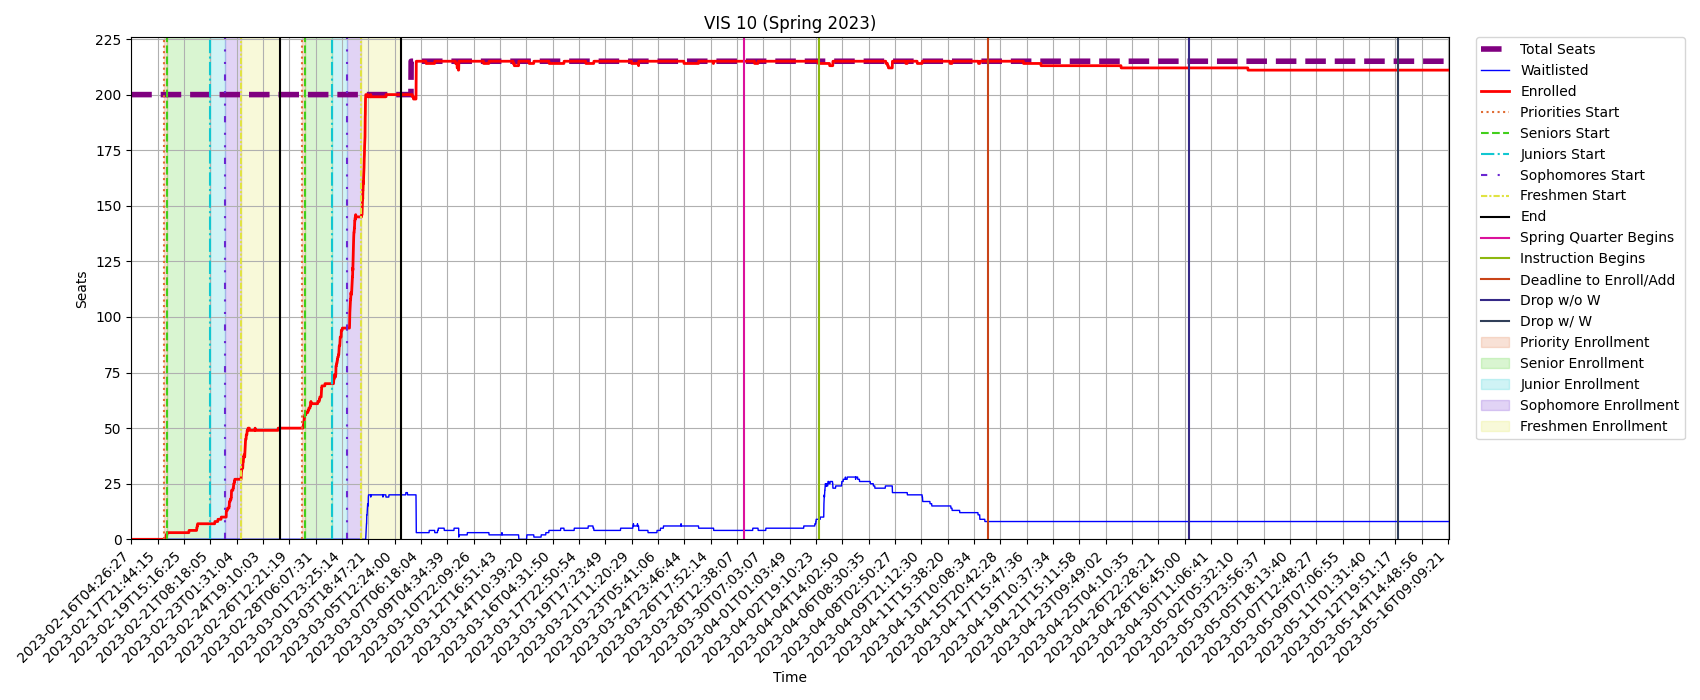 VIS 10 (Spring 2023)
Seats
225
200
175
150
125
100
75
50
25
0
2023-02-16T04:26:27
2023-02-17T21:44:15
2023-02-19T15:16:25
2023-02-21T08:18:05
2023-02-23T01:31:04
2023-02-24T19:10:03
2023-02-26T12:21:19
2023-02-28T06:07:31
2023-03-01T23:25:14
2023-03-03T18:47:21
2023-03-05T12:24:00
2023-03-07T06:18:04
2023-03-09T04:34:39
2023-03-10T22:09:26
2023-03-12T16:51:43
2023-03-14T10:39:20
2023-03-16T04:31:50
2023-03-17T22:50:54
2023-03-19T17:23:49
2023-03-21T11:20:29
2023-03-23T05:41:06
2023-03-24T23:46:44
2023-03-26T17:52:14
2023-03-28T12:38:07
2023-03-30T07:03:07
2023-04-01T01:03:49
2023-04-02T19:10:23
2023-04-04T14:02:50
2023-04-06T08:30:35
2023-04-08T02:50:27
2023-04-09T21:12:30
2023-04-11T15:38:20
2023-04-13T10:08:34
2023-04-15T20:42:28
2023-04-17T15:47:36
2023-04-19T10:37:34
2023-04-21T15:11:58
2023-04-23T09:49:02
2023-04-25T04:10:35
2023-04-26T22:28:21
2023-04-28T16:45:00
2023-04-30T11:06:41
2023-05-02T05:32:10
2023-05-03T23:56:37
2023-05-05T18:13:40
2023-05-07T12:48:27
2023-05-09T07:06:55
2023-05-11T01:31:40
2023-05-12T19:51:17
2023-05-14T14:48:56
2023-05-16T09:09:21
Time
Total Seats
Waitlisted
Enrolled
Priorities Start
Seniors Start
Juniors Start
Sophomores Start
Freshmen Start
End
Spring Quarter Begins
Instruction Begins
Deadline to Enroll/Add
Drop w/o W
Drop w/ W
Priority Enrollment
Senior Enrollment
Junior Enrollment
Sophomore Enrollment
Freshmen Enrollment